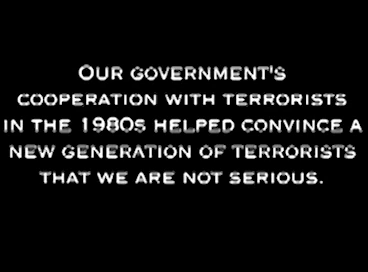 OUR GOVERNMENT'S
COOPERATION WITH TERRORISTS
IN THE 1980S HELPED CONVINCE A
NEW GENERATION OF TERRORISTS
THAT WE ARE NOT SERIOUS.